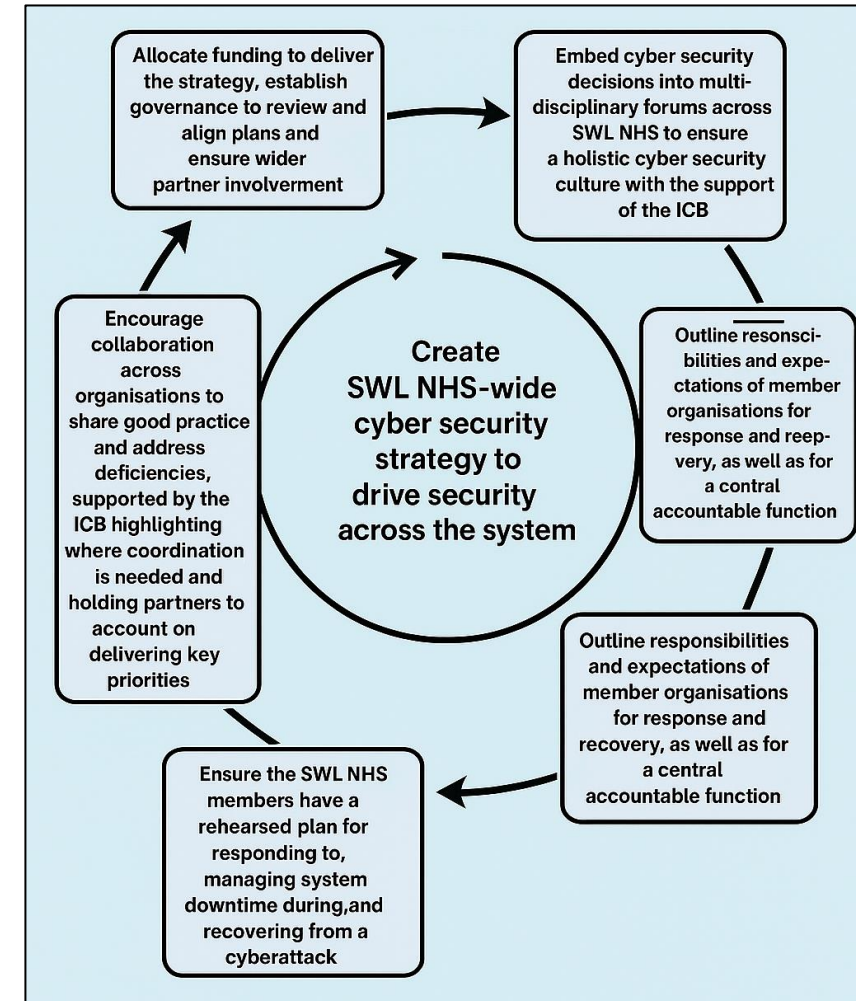 Allocate funding to deliver
the strategy, establish
governance to review and
align plans and
ensure wider
partner involverment
Embed cyber security
decisions into multi-
disciplinary forums across
SWL NHS to ensure
a holistic cyber security
culture with the support
of the ICB
Outline resonsci-
bilities and expe-
ctations of member
organisations for
response and reep-
very, as well as for
a contral
accountable function
Outline responsibilities
and expectations of
member organisations
for response and
recovery, as well as for
a central
accountable function
Ensure the SWL NHS
members have a
rehearsed plan for
responding to,
managing system
downtime during,and
recovering from a
cyberattack
Encourage
collaboration
across
organisations to
share good practice
and address
deficiencies,
supported by the
ICB highlighting
where coordination
is needed and
holding partners to
account on
delivering key
priorities
Create
SWL NHS-wide
cyber security
strategy to
drive security
across the system